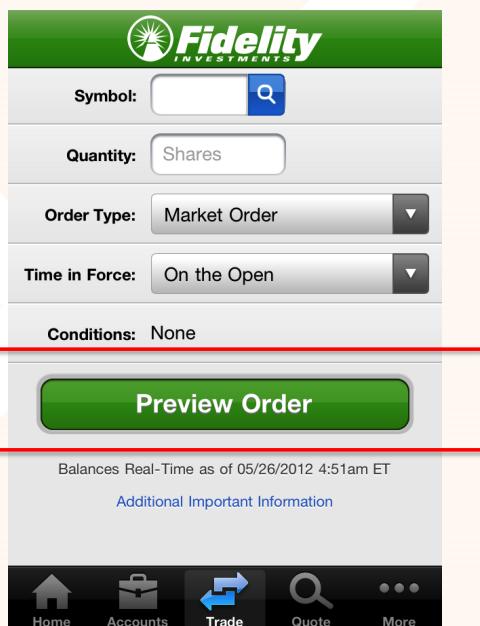 Fidelity
INVESTMENTS
Symbol:
Quantity: Shares
Order Type: Market Order
Time in Force: On the Open
Conditions: None
Preview Order
Balances Real-Time as of 05/26/2012 4:51am ET
Additional Important Information
Home Accounts Trade Quote More